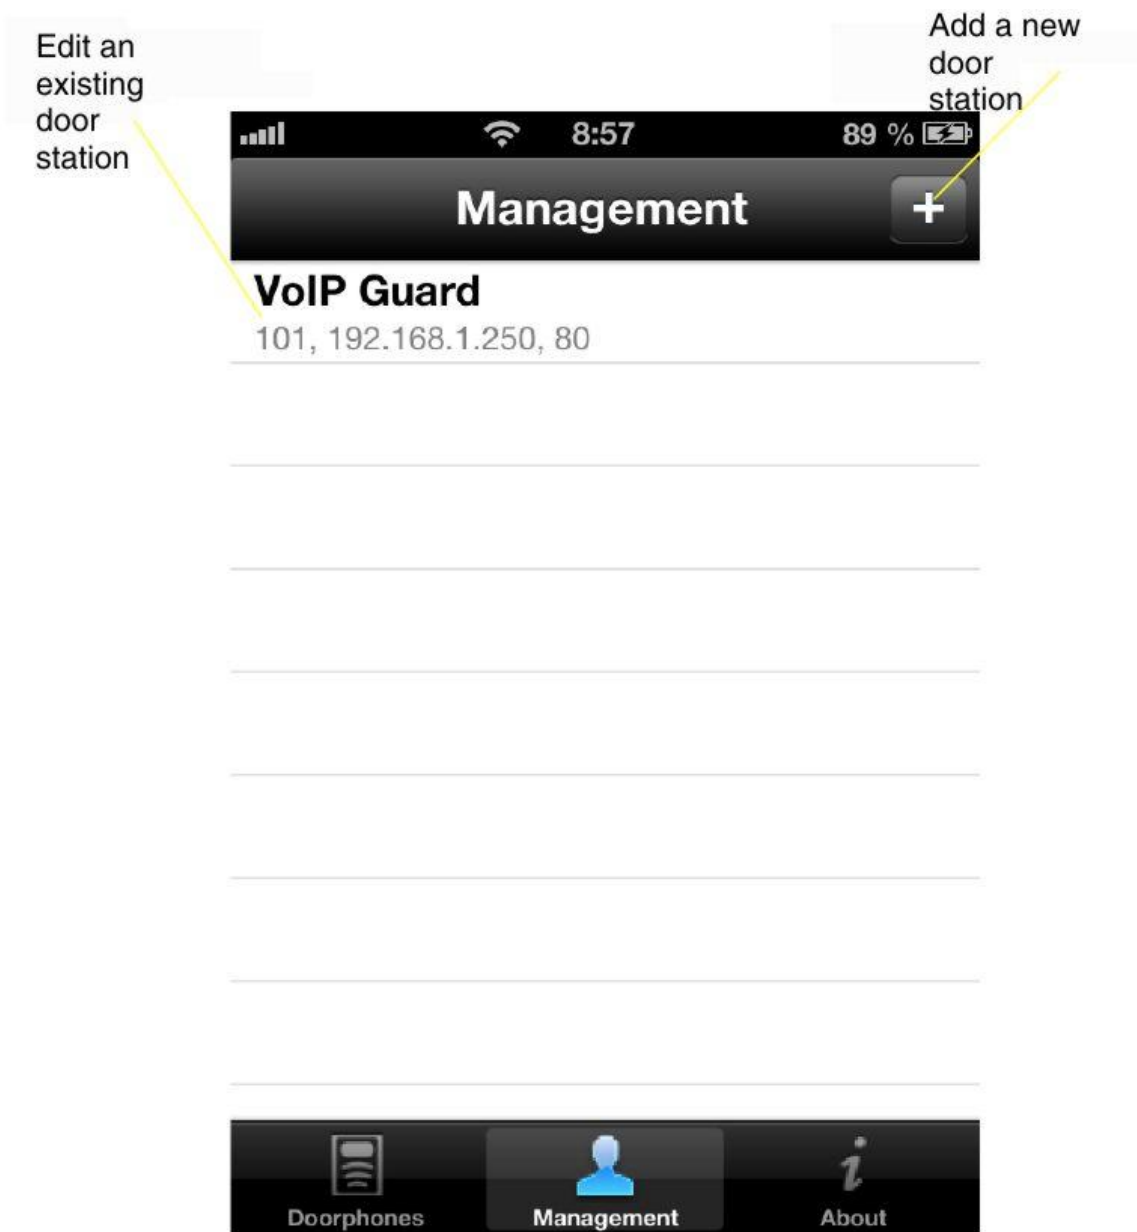 Edit an
existing
door
station
Add a new
door
station
8:57
89 %
Management
+
VoIP Guard
101, 192.168.1.250, 80
Doorphones
Management
About